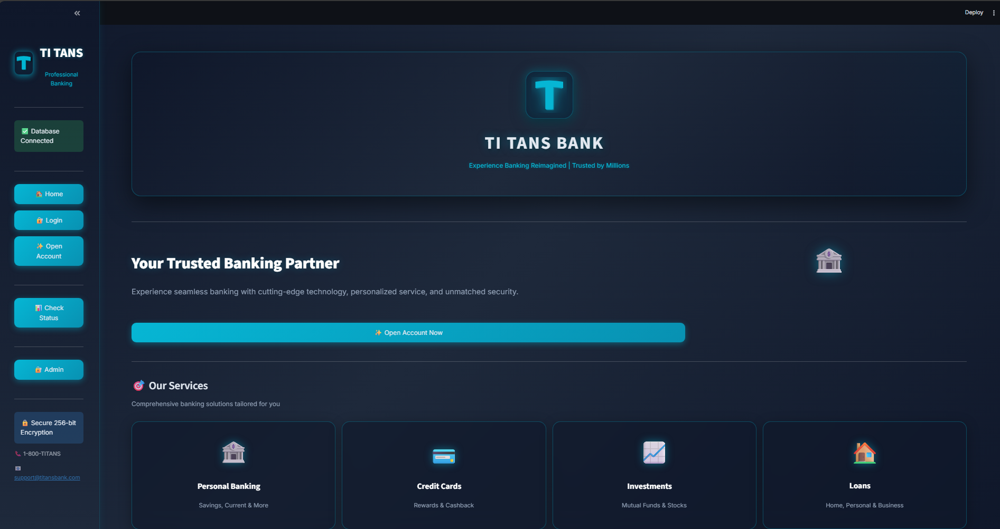 Deploy
T
TI TANS
Professional
Banking
✅ Database
Connected
🏠 Home
🔐 Login
✨ Open
Account
📊 Check
Status
🔐 Admin
🔒 Secure 256-bit
Encryption
📞 1-800-TITANS
📧
support@titansbank.com
T
TI TANS BANK
Experience Banking Reimagined | Trusted by Millions
Your Trusted Banking Partner
Experience seamless banking with cutting-edge technology, personalized service, and unmatched security.
✨ Open Account Now
🎯 Our Services
Comprehensive banking solutions tailored for you
Personal Banking
Savings, Current & More
Credit Cards
Rewards & Cashback
Investments
Mutual Funds & Stocks
Loans
Home, Personal & Business